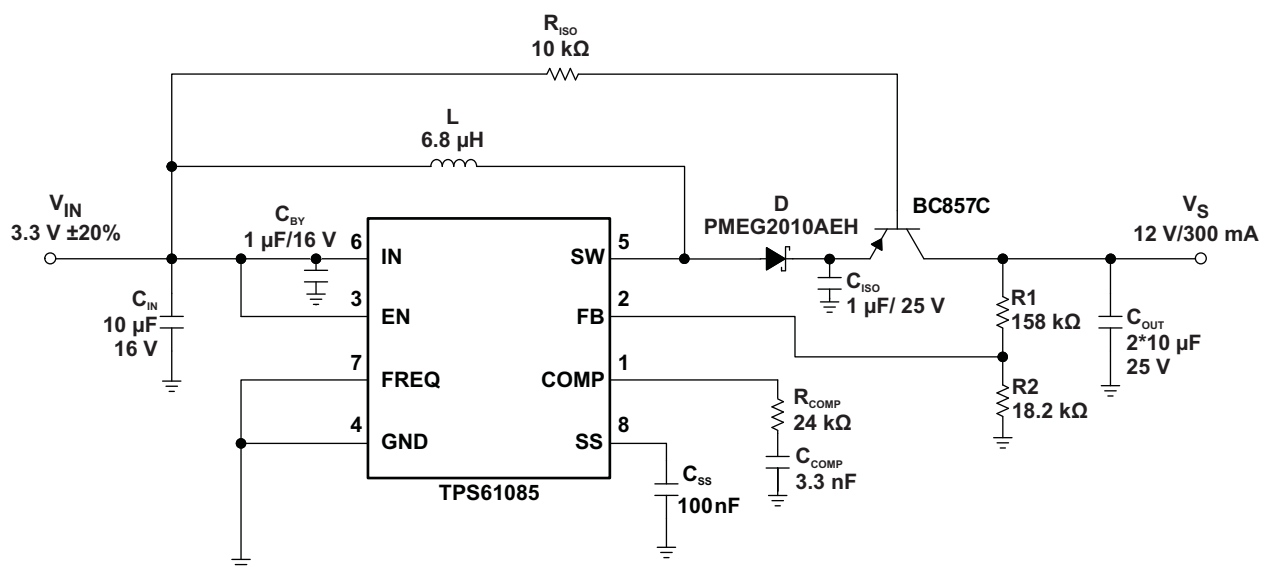 R_ISO
10 kΩ
L
6.8 µH
V_IN
3.3 V ±20%
C_BY
1 µF/16 V
C_IN
10 µF
16 V
6
IN
3
EN
7
FREQ
4
GND
SW
5
FB
2
COMP
1
SS
8
TPS61085
D
PMEG2010AEH
BC857C
C_ISO
1 µF/ 25 V
V_S
12 V/300 mA
R1
158 kΩ
C_OUT
2*10 µF
25 V
R2
18.2 kΩ
R_COMP
24 kΩ
C_COMP
3.3 nF
C_SS
100nF